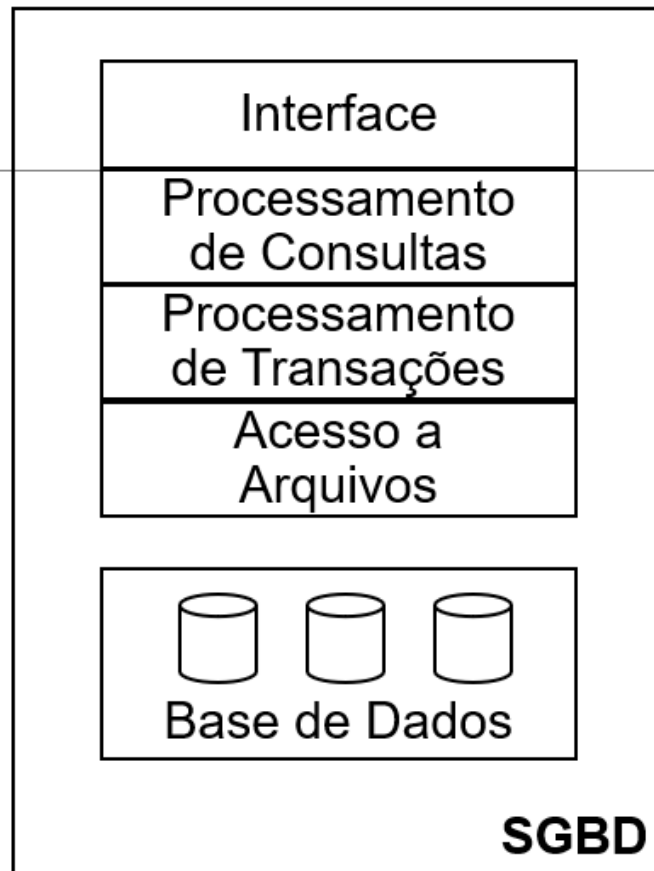 Interface
Processamento
de Consultas
Processamento
de Transações
Acesso a
Arquivos
Base de Dados
SGBD